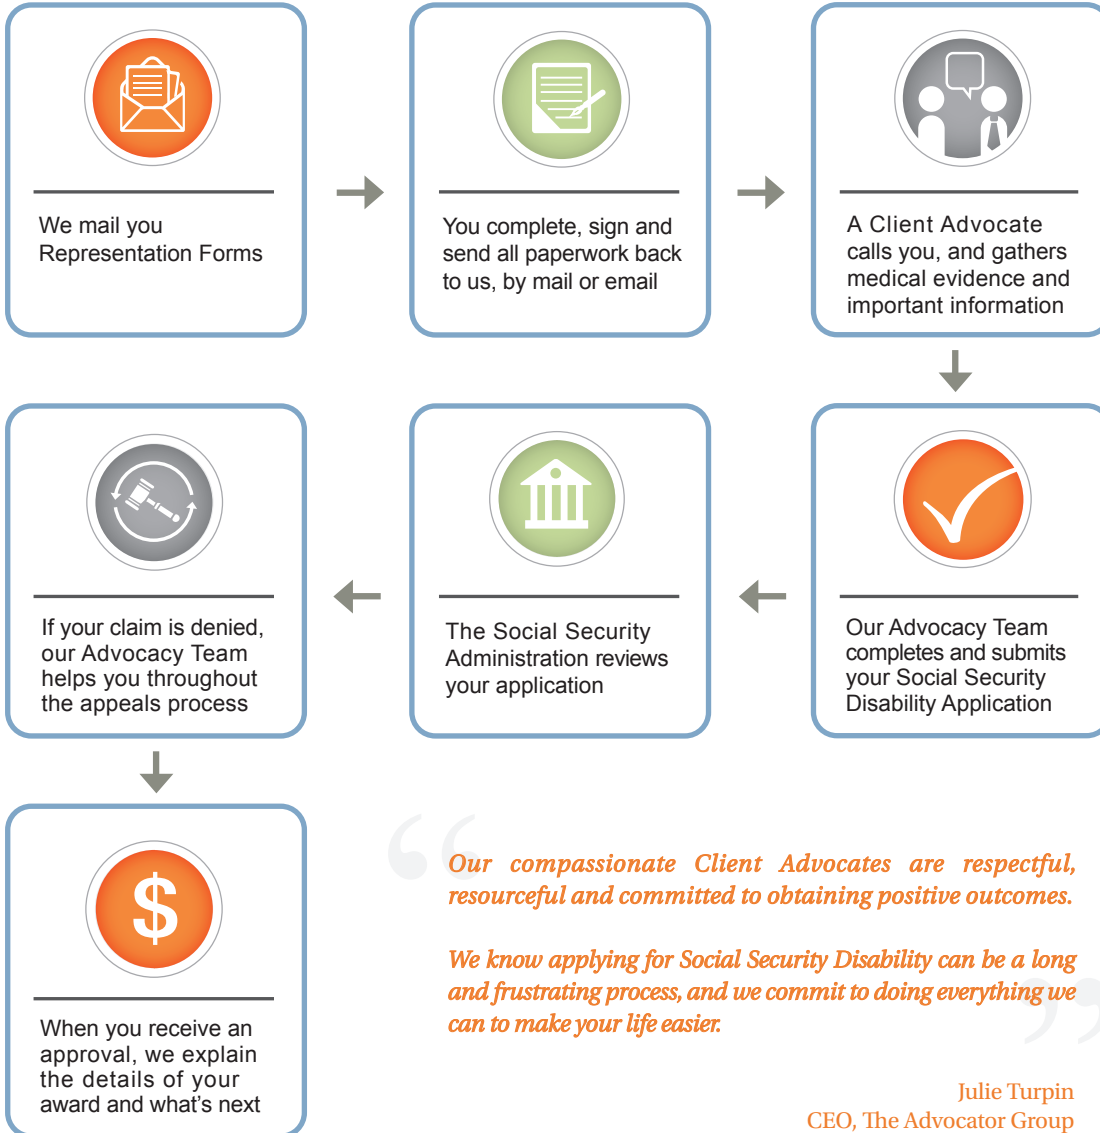 We mail you
Representation Forms
You complete, sign and
send all paperwork back
to us, by mail or email
A Client Advocate
calls you, and gathers
medical evidence and
important information
Our Advocacy Team
completes and submits
your Social Security
Disability Application
The Social Security
Administration reviews
your application
If your claim is denied,
our Advocacy Team
helps you throughout
the appeals process
$
When you receive an
approval, we explain
the details of your
award and what's next
“
Our compassionate Client Advocates are respectful,
resourceful and committed to obtaining positive outcomes.
We know applying for Social Security Disability can be a long
and frustrating process, and we commit to doing everything we
can to make your life easier.
”
Julie Turpin
CEO, The Advocator Group